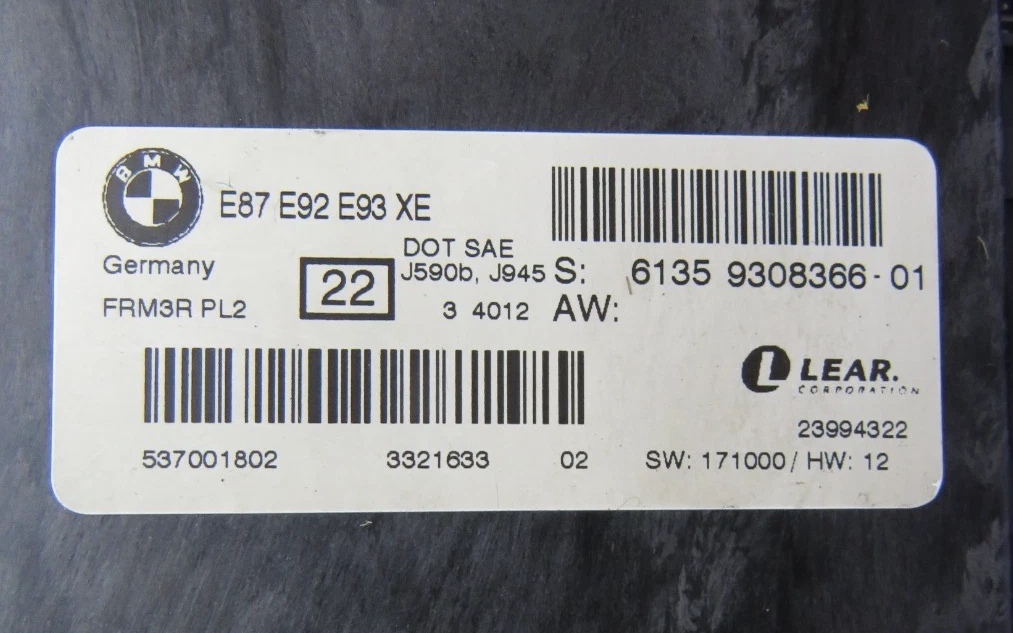 BMW
E87 E92 E93 XE
Germany
FRM3R PL2
22
DOT SAE
J590b, J945
3 4012
S: 6135 9308366-01
AW:
LEAR.
CORPORATION
23994322
537001802 3321633 02
SW: 171000/ HW: 12